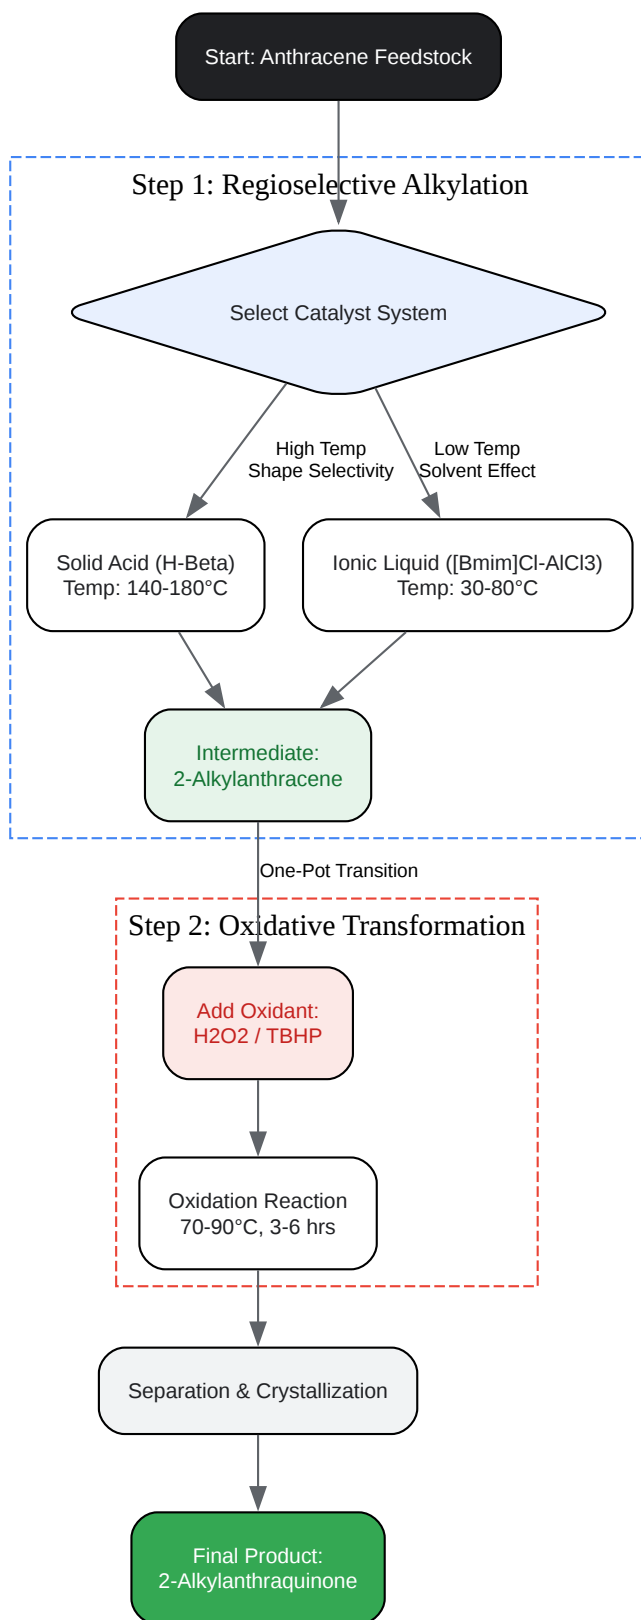 Start: Anthracene Feedstock
Step 1: Regioselective Alkylation
Select Catalyst System
High Temp
Shape Selectivity
Low Temp
Solvent Effect
Solid Acid (H-Beta)
Temp: 140-180°C
Ionic Liquid ([Bmim]Cl-AlCl3)
Temp: 30-80°C
Intermediate:
2-Alkylanthracene
One-Pot Transition
Step 2: Oxidative Transformation
Add Oxidant:
H2O2 / TBHP
Oxidation Reaction
70-90°C, 3-6 hrs
Separation & Crystallization
Final Product:
2-Alkylanthraquinone